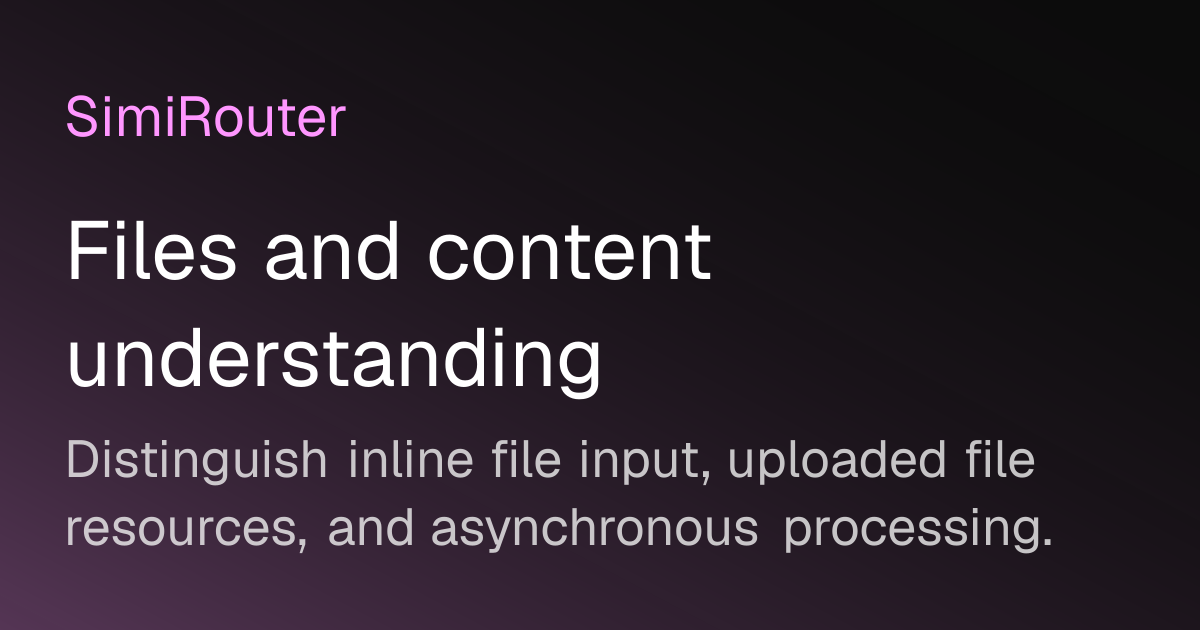 SimiRouter
Files and content
understanding
Distinguish inline file input, uploaded file
resources, and asynchronous processing.